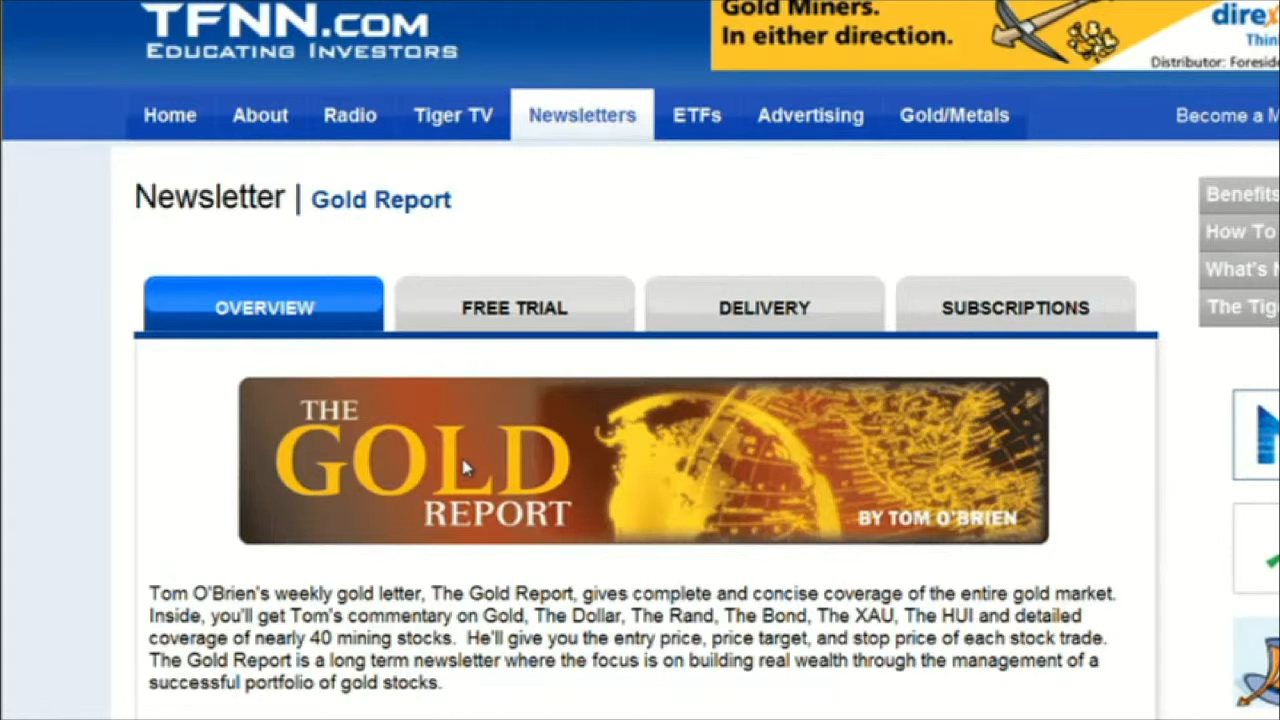 TFNN.COM
EDUCATING INVESTORS
Gold Miners.
In either direction.
Distributor:
Home About Radio Tiger TV Newsletters ETFs Advertising Gold/Metals Become a
Newsletter | Gold Report
Benefits
How To
What's
The
OVERVIEW FREE TRIAL DELIVERY SUBSCRIPTIONS
THE
GOLD
REPORT
BY TOM O'BRIEN
Tom O'Brien's weekly gold letter, The Gold Report, gives complete and concise coverage of the entire gold market.
Inside, you'll get Tom's commentary on Gold, The Dollar, The Rand, The Bond, The XAU, The HUI and detailed
coverage of nearly 40 mining stocks. He'll give you the entry price, price target, and stop price of each stock trade.
The Gold Report is a long term newsletter where the focus is on building real wealth through the management of a
successful portfolio of gold stocks.